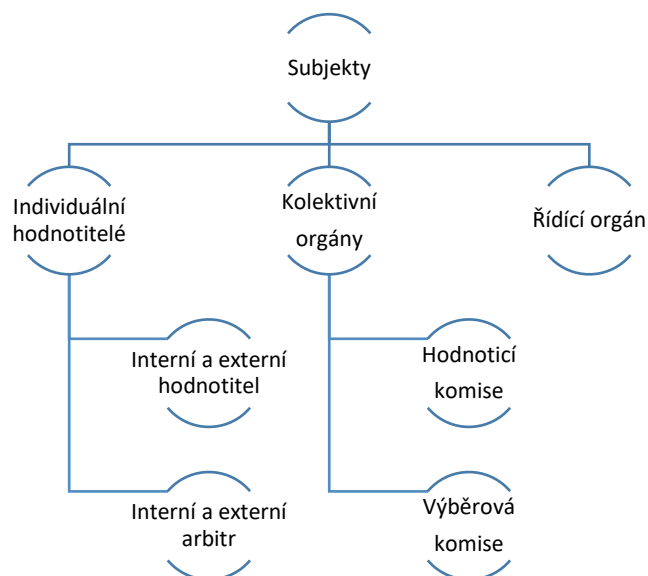 Subjekty
Individuální
hodnotitelé
Kolektivní
orgány
Řídící orgán
Interní a externí
hodnotitel
Hodnoticí
komise
Interní a externí
arbitr
Výběrová
komise